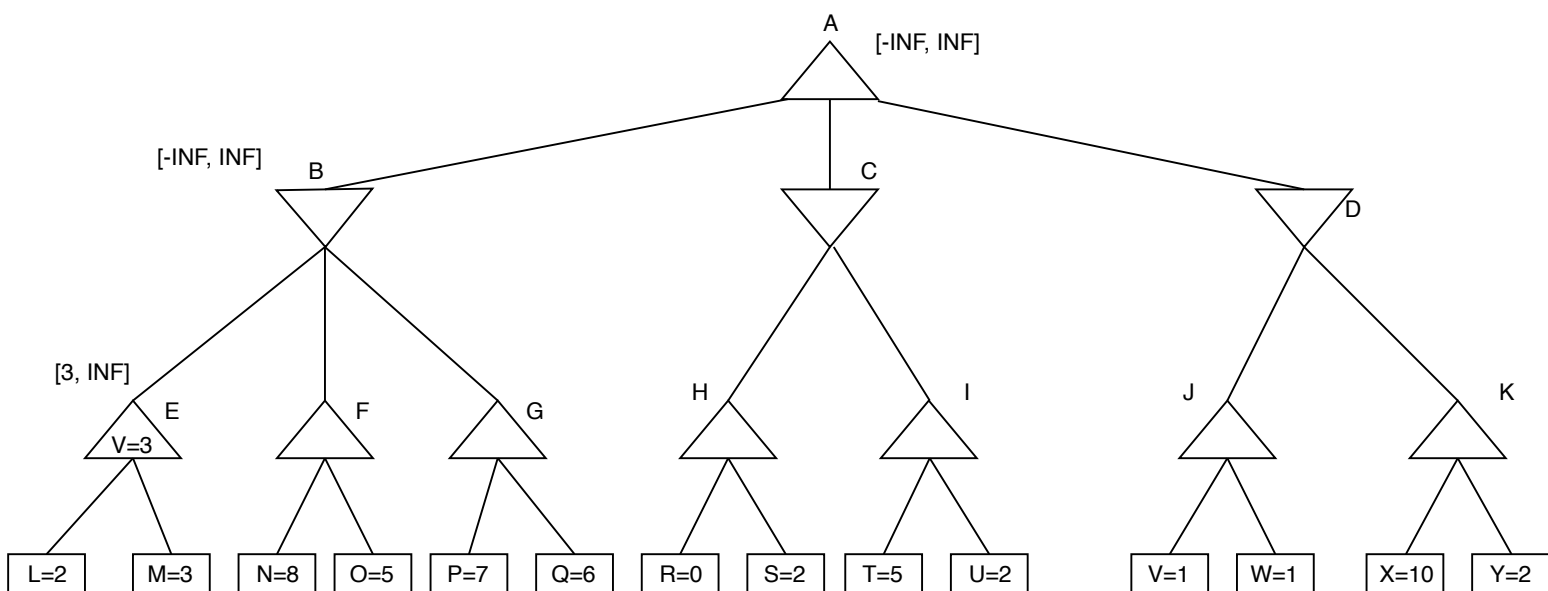 A
[-INF, INF]
[-INF, INF]
B
C
D
[3, INF]
E
F
G
H
I
J
K
V=3
L=2
M=3
N=8
O=5
P=7
Q=6
R=0
S=2
T=5
U=2
V=1
W=1
X=10
Y=2